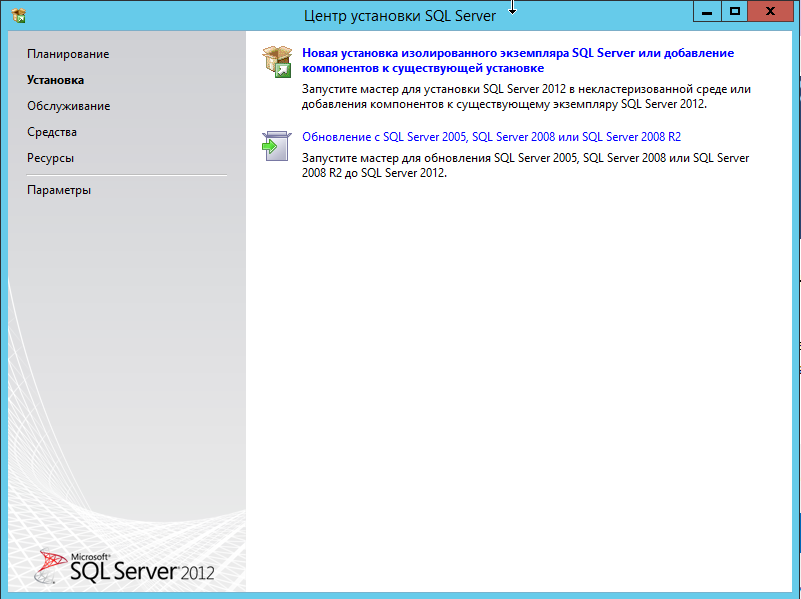 Центр установки SQL Server
Планирование
Установка
Обслуживание
Средства
Ресурсы
Параметры
Новая установка изолированного экземпляра SQL Server или добавление
компонентов к существующей установке
Запустите мастер для установки SQL Server 2012 в некластеризованной среде или
добавления компонентов к существующему экземпляру SQL Server 2012.
Обновление с SQL Server 2005, SQL Server 2008 или SQL Server 2008 R2
Запустите мастер для обновления SQL Server 2005, SQL Server 2008 или SQL Server
2008 R2 до SQL Server 2012.
Microsoft®
SQL Server® 2012